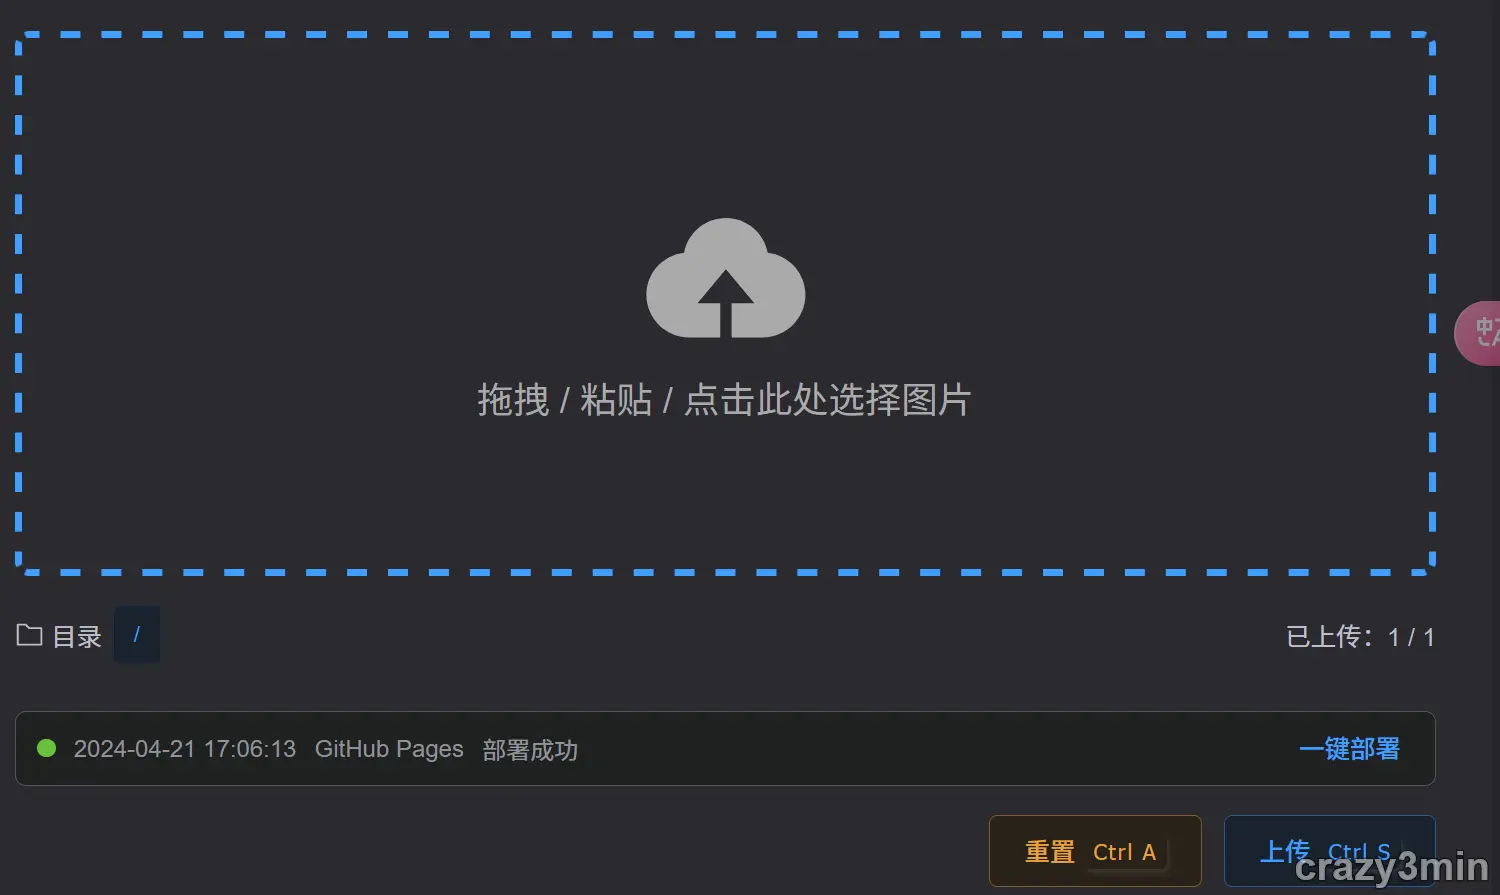 拖拽 / 粘贴 / 点击此处选择图片
目录 /
已上传：1 / 1
2024-04-21 17:06:13 GitHub Pages 部署成功
一键部署
重置 Ctrl A
上传 Ctrl S
crazy3min